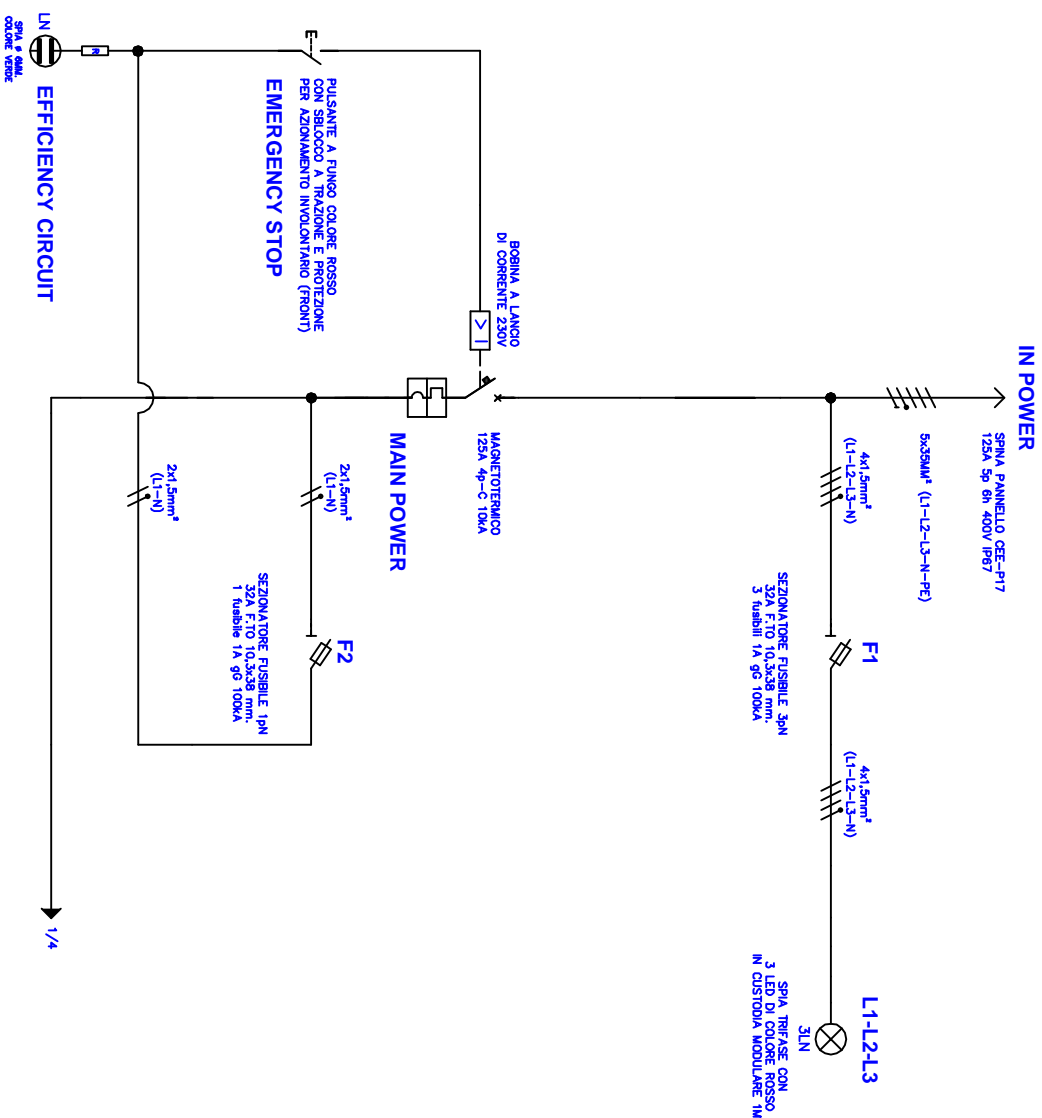 IN POWER
SPINA PANNELLO CEE-P17
125A 5p 6h 400V IP67
5x35MM² (L1-L2-L3-N-PE)
4x1,5mm²
(L1-L2-L3-N)
F1
SEZIONATORE FUSIBILE 3pN
32A F.TO 10,3x38 mm.
3 fusibili 1A gG 100kA
4x1,5mm²
(L1-L2-L3-N)
L1-L2-L3
3LN
SPIA TRIFASE CON
3 LED DI COLORE ROSSO
IN CUSTODIA MODULARE 1M
BOBINA A LANCIO
DI CORRENTE 230V
I >
MAGNETOTERMICO
125A 4p-C 10kA
MAIN POWER
2x1,5mm²
(L1-N)
F2
SEZIONATORE FUSIBILE 1pN
32A F.TO 10,3x38 mm.
1 fusibile 1A gG 100kA
PULSANTE A FUNGO COLORE ROSSO
CON SBLOCCO A TRAZIONE E PROTEZIONE
PER AZIONAMENTO INVOLONTARIO (FRONT)
EMERGENCY STOP
2x1,5mm²
(L1-N)
R
LN
SPIA ø 6MM.
COLORE VERDE
EFFICIENCY CIRCUIT
1/4